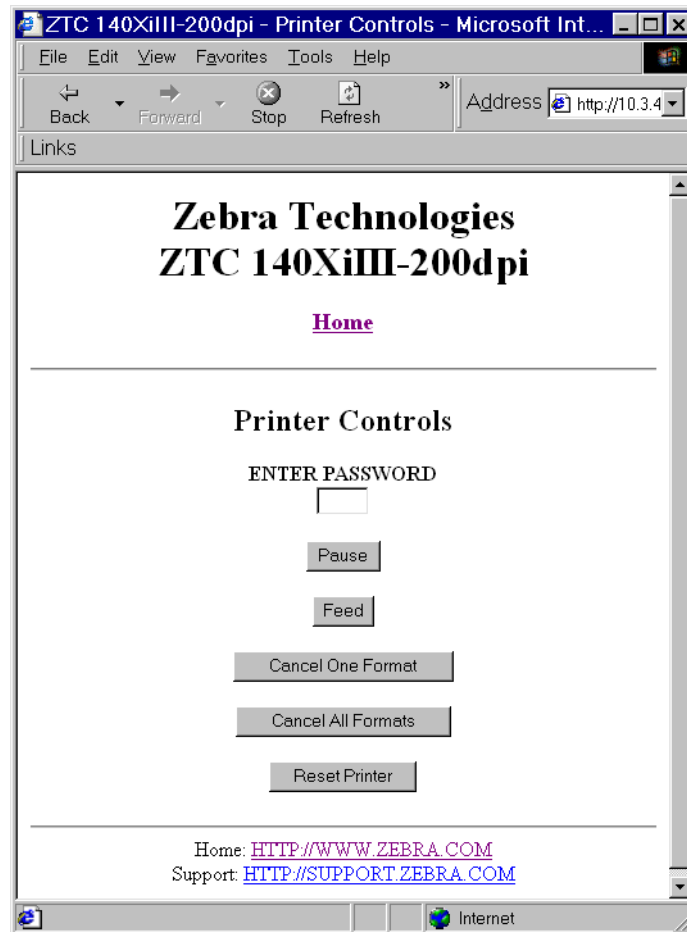 ZTC 140XiIII-200dpi - Printer Controls - Microsoft Int...
File Edit View Favorites Tools Help
Back Forward Stop Refresh » Address http://10.3.4
Links
Zebra Technologies
ZTC 140XiIII-200dpi
Home
Printer Controls
ENTER PASSWORD
Pause
Feed
Cancel One Format
Cancel All Formats
Reset Printer
Home: HTTP://WWW.ZEBRA.COM
Support: HTTP://SUPPORT.ZEBRA.COM
Internet